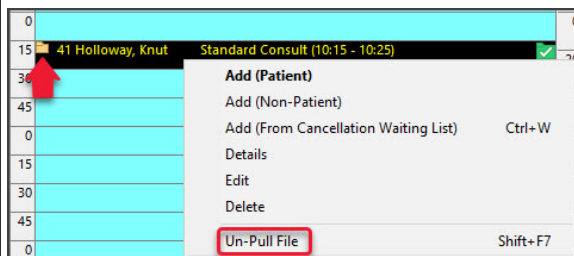 0
15 41 Holloway, Knut Standard Consult (10:15 - 10:25)
Add (Patient)
45 Add (Non-Patient)
0 Add (From Cancellation Waiting List) Ctrl+W
15 Details
30 Edit
45 Delete
0 Un-Pull File Shift+F7